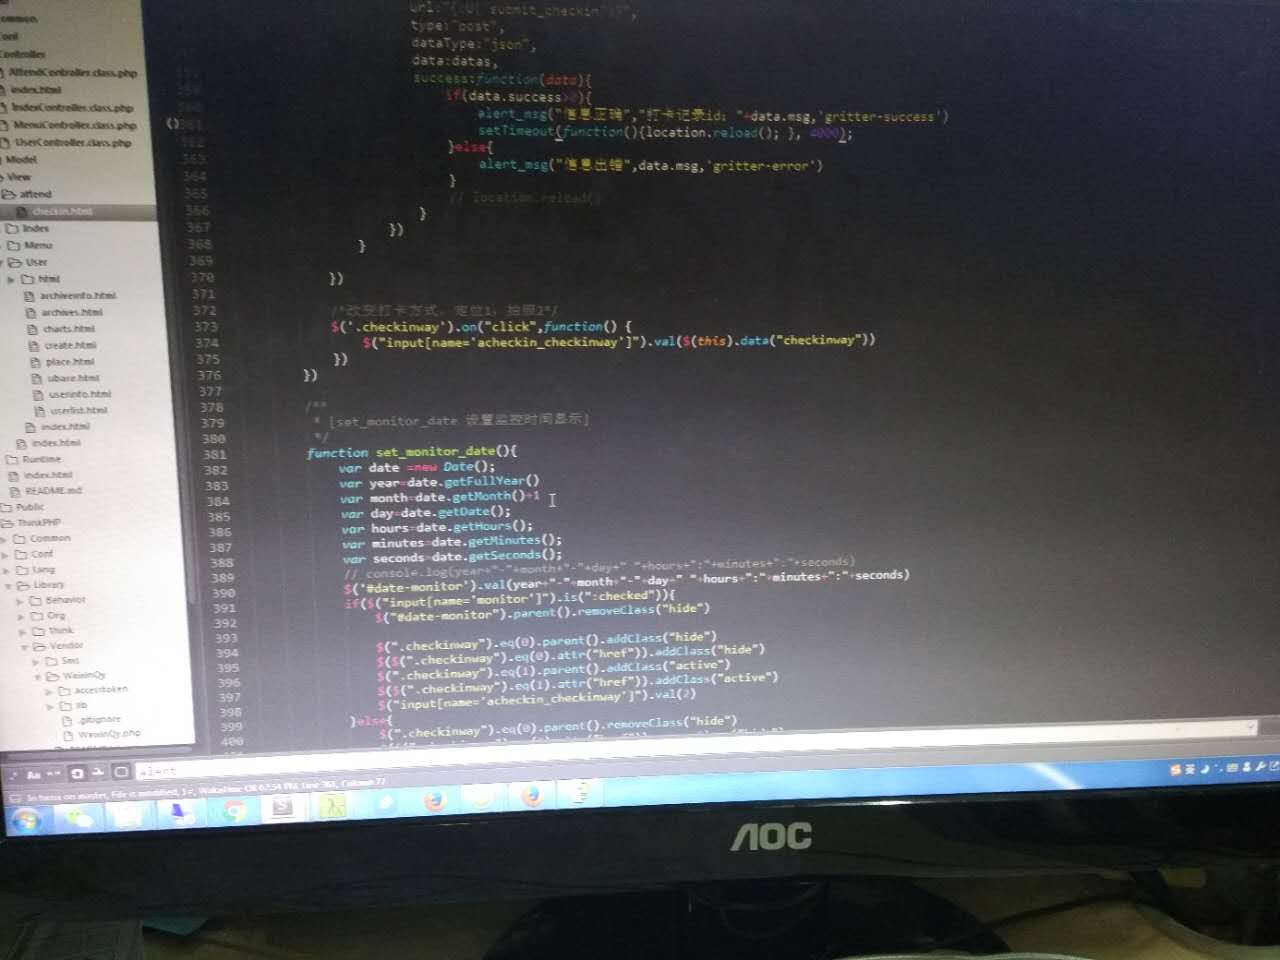 ommon
Conf
Controller
AttendController.class.php
index.html
IndexController.class.php
MenuController.class.php
UserController.class.php
Model
View
attend
checkin.html
Index
Menu
User
html
archiveinfo.html
archives.html
charts.html
create.html
place.html
ubase.html
userinfo.html
userlist.html
index.html
index.html
Runtime
index.html
README.md
Public
ThinkPHP
Common
Conf
Lang
Library
Behavior
Org
Think
Vendor
Sms
WeixinQy
accesstoken
lib
.gitignore
WeixinQy.php
submit_checkin
type:"post",
dataType:"json",
data:datas,
success:function(data){
if(data.success>0){
361 alert_msg("信息正确","打卡记录id: "+data.msg,'gritter-success')
362 setTimeout(function(){location.reload(); }, 4000);
363 }else{
364 alert_msg("信息出错",data.msg,'gritter-error')
365 }
366 // location.reload()
367 }
368 })
369 }
370 })
371
372 /*改变打卡方式，定位1，拍照2*/
373 $('.checkinway').on("click",function() {
374 $("input[name='acheckin_checkinway']").val($(this).data("checkinway"))
375 })
376 })
377
378 /**
379 * [set_monitor_date 设置监控时间显示]
380 */
381 function set_monitor_date(){
382 var date =new Date();
383 var year=date.getFullYear()
384 var month=date.getMonth()+1
385 var day=date.getDate();
386 var hours=date.getHours();
387 var minutes=date.getMinutes();
388 var seconds=date.getSeconds();
389 // console.log(year+"-"+month+"-"+day+" "+hours+":"+minutes+":"+seconds)
390 $('#date-monitor').val(year+"-"+month+"-"+day+" "+hours+":"+minutes+":"+seconds)
391 if($("input[name='monitor']").is(":checked")){
392 $("#date-monitor").parent().removeClass("hide")
393
394 $(".checkinway").eq(0).parent().addClass("hide")
395 $($(".checkinway").eq(0).attr("href")).addClass("hide")
396 $(".checkinway").eq(1).parent().addClass("active")
397 $($(".checkinway").eq(1).attr("href")).addClass("active")
398 $("input[name='acheckin_checkinway']").val(2)
399 }else{
400 $(".checkinway").eq(0).parent().removeClass("hide")
alert
Line 361, Column 77
英
AOC